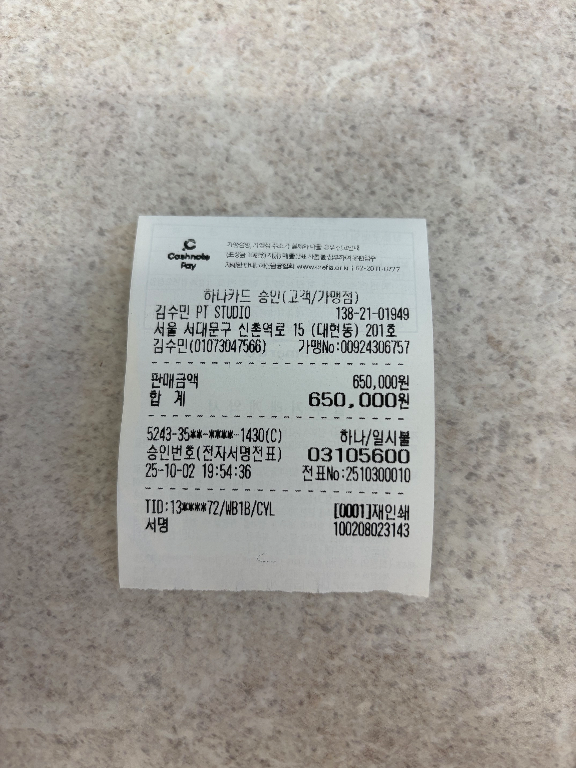 Cashnote
Pay
하나카드 승인(고객/가맹점)
김수민 PT STUDIO 138-21-01949
서울 서대문구 신촌역로 15 (대현동) 201호
김수민(01073047566) 가맹No:00924306757
판매금액 650,000원
합 계 650,000원
5243-35**-****-1430(C) 하나/일시불
승인번호(전자서명전표) 03105600
25-10-02 19:54:36 전표No:2510300010
TID:13****72/WB1B/CYL [0001]재인쇄
서명 100208023143